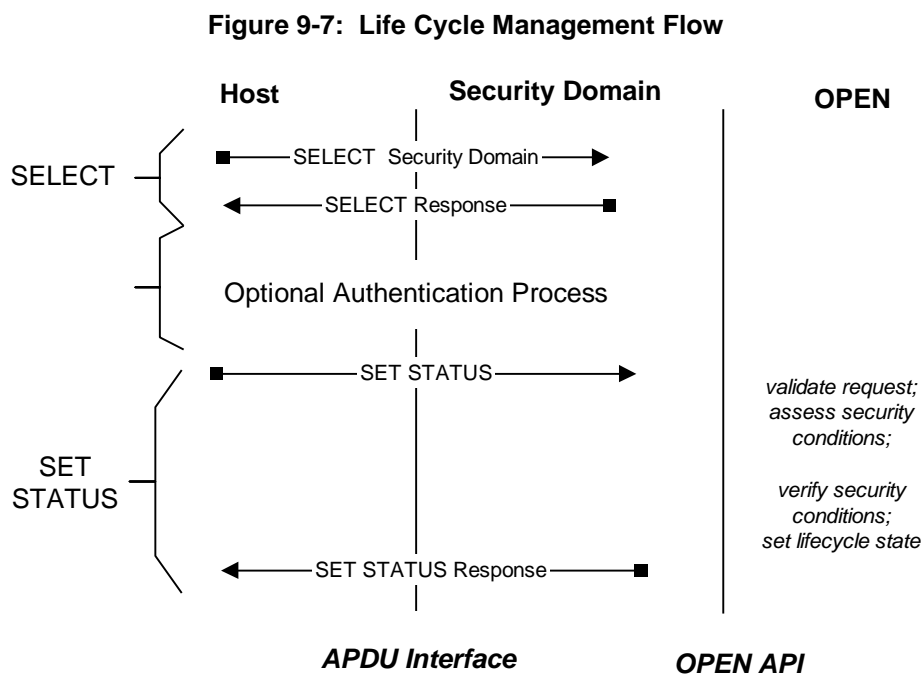 Figure 9-7:  Life Cycle Management Flow
Host
Security Domain
OPEN
SELECT
SELECT  Security Domain
SELECT Response
Optional Authentication Process
SET STATUS
validate request;
assess security
conditions;
SET
STATUS
verify security
conditions;
set lifecycle state
SET STATUS Response
APDU Interface
OPEN API